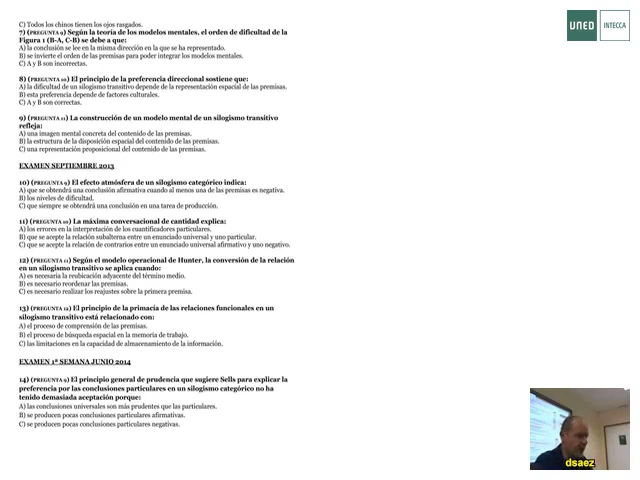 C) Todos los chinos tienen los ojos rasgados.
7) (PREGUNTA 9) Según la teoría de los modelos mentales, el orden de dificultad de la
Figura 1 (B-A, C-B) se debe a que:
A) la conclusión se lee en la misma dirección en la que se ha representado.
B) se invierte el orden de las premisas para poder integrar los modelos mentales.
C) A y B son incorrectas.
8) (PREGUNTA 10) El principio de la preferencia direccional sostiene que:
A) la dificultad de un silogismo transitivo depende de la representación espacial de las premisas.
B) esta preferencia depende de factores culturales.
C) A y B son correctas.
9) (PREGUNTA 11) La construcción de un modelo mental de un silogismo transitivo
refleja:
A) una imagen mental concreta del contenido de las premisas.
B) la estructura de la disposición espacial del contenido de las premisas.
C) una representación proposicional del contenido de las premisas.
EXAMEN SEPTIEMBRE 2013
10) (PREGUNTA 9) El efecto atmósfera de un silogismo categórico indica:
A) que se obtendrá una conclusión afirmativa cuando al menos una de las premisas es negativa.
B) los niveles de dificultad.
C) que siempre se obtendrá una conclusión en una tarea de producción.
11) (PREGUNTA 10) La máxima conversacional de cantidad explica:
A) los errores en la interpretación de los cuantificadores particulares.
B) que se acepte la relación subalterna entre un enunciado universal y uno particular.
C) que se acepte la relación de contrarios entre un enunciado universal afirmativo y uno negativo.
12) (PREGUNTA 11) Según el modelo operacional de Hunter, la conversión de la relación
en un silogismo transitivo se aplica cuando:
A) es necesaria la reubicación adyacente del término medio.
B) es necesario reordenar las premisas.
C) es necesario realizar los reajustes sobre la primera premisa.
13) (PREGUNTA 12) El principio de la primacía de las relaciones funcionales en un
silogismo transitivo está relacionado con:
A) el proceso de comprensión de las premisas.
B) el proceso de búsqueda espacial en la memoria de trabajo.
C) las limitaciones en la capacidad de almacenamiento de la información.
EXAMEN 1ª SEMANA JUNIO 2014
14) (PREGUNTA 9) El principio general de prudencia que sugiere Sells para explicar la
preferencia por las conclusiones particulares en un silogismo categórico no ha
tenido demasiada aceptación porque:
A) las conclusiones universales son más prudentes que las particulares.
B) se producen pocas conclusiones particulares afirmativas.
C) se producen pocas conclusiones particulares negativas.
UNED INTECCA
dsaez